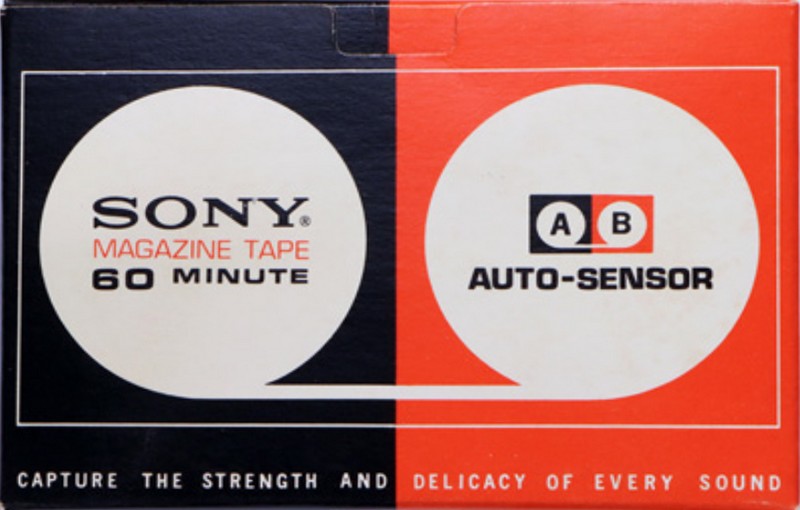 SONY®
MAGAZINE TAPE
60 MINUTE
A B
AUTO-SENSOR
CAPTURE THE STRENGTH AND DELICACY OF EVERY SOUND